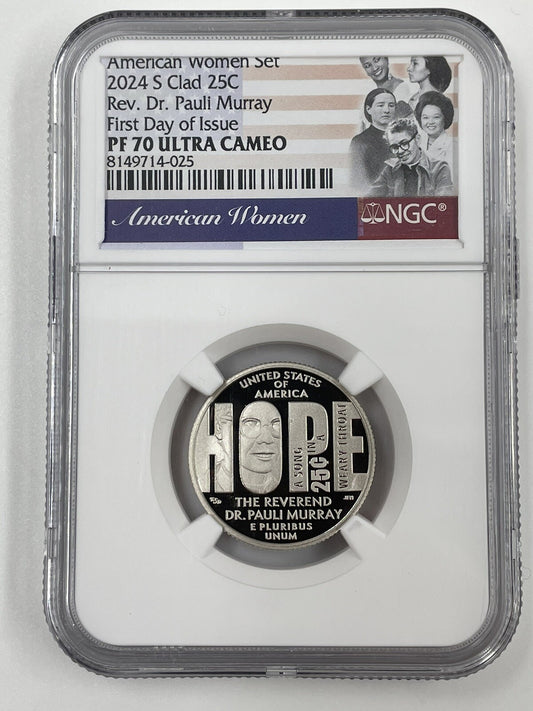 American Women Set
2024 S Clad 25C
Rev. Dr. Pauli Murray
First Day of Issue
PF 70 ULTRA CAMEO
8149714-025
American Women
NGC®
UNITED STATES
OF
AMERICA
HOPE
A SONG
25¢ IN A
WEARY THROAT
THE REVEREND
DR. PAULI MURRAY
E PLURIBUS
UNUM